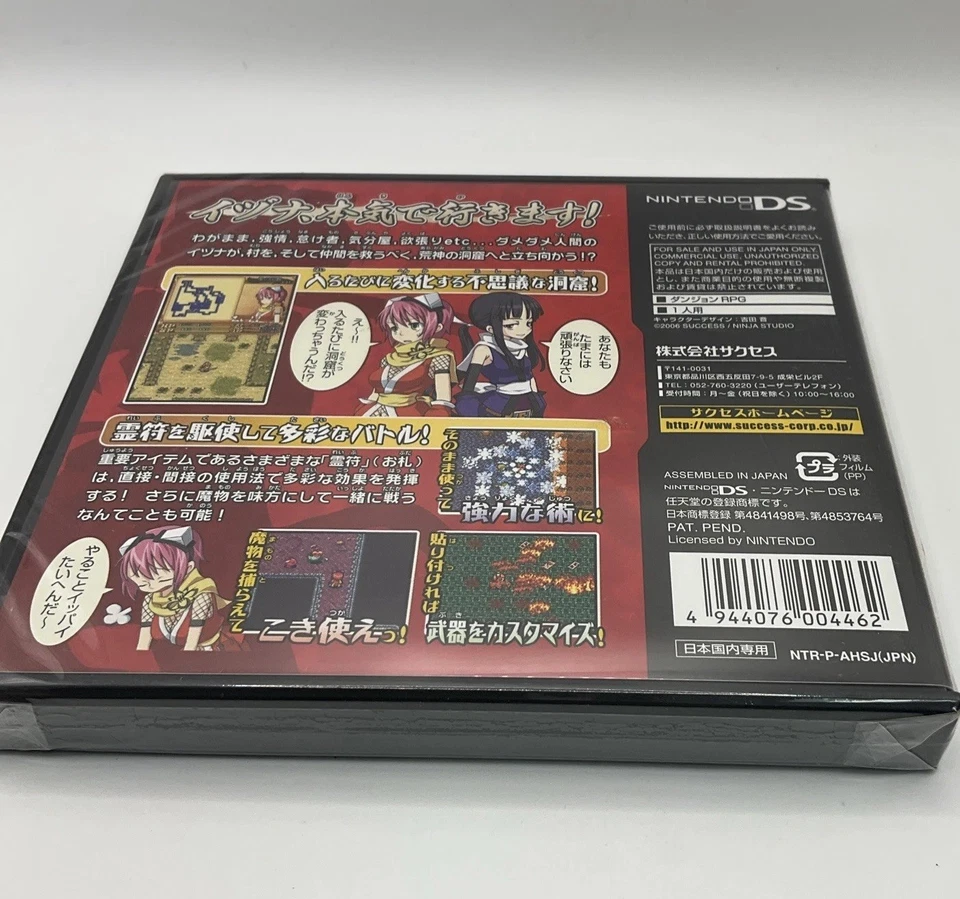 イヅナ、本気で行きます!
わがまま,強情,怠け者,気分屋,欲張りetc...ダメダメ人間の
イヅナが,村を,そして仲間を救うべく,荒神の洞窟へと立ち向かう!?
入るたびに変化する不思議な洞窟!
え〜!!
入るたびに洞窟が
変わっちゃうんだ!?
あなたも
たまには
頑張りなさい
霊符を駆使して多彩なバトル!
重要アイテムであるさまざまな「霊符」(お札)
は,直接・間接の使用法で多彩な効果を発揮
する! さらに魔物を味方にして一緒に戦う
なんてことも可能!
そのまま使って
強力な術に!
やることイッパイ
たいへんだ〜
魔物を捕らえて
こき使えっ!
貼り付ければ
武器をカスタマイズ!
NINTENDO DS
ご使用前に必ず取扱説明書をよくお読み
いただき,正しい使用方法でご愛用ください。
FOR SALE AND USE IN JAPAN ONLY
COMMERCIAL USE, UNAUTHORIZED
COPY AND RENTAL PROHIBITED.
本品は日本国内だけの販売および使用
とし,また商業目的の使用や無断複製
および賃貸は禁止されています。
■ ダンジョンRPG
■ 1人用
キャラクターデザイン:吉田 音
©2006 SUCCESS / NINJA STUDIO
株式会社サクセス
〒141-0031
東京都品川区西五反田7-9-5 成栄ビル2F
TEL:052-760-3220(ユーザーテレフォン)
受付時間:月〜金(祝日を除く)10:00〜16:00
サクセスホームページ
http://www.success-corp.co.jp/
プラ
外装
フィルム
(PP)
ASSEMBLED IN JAPAN
NINTENDO DS・ニンテンドーDSは
任天堂の登録商標です。
日本商標登録 第4841498号、第4853764号
PAT. PEND.
Licensed by NINTENDO
4 944076 004462
日本国内専用
NTR-P-AHSJ(JPN)